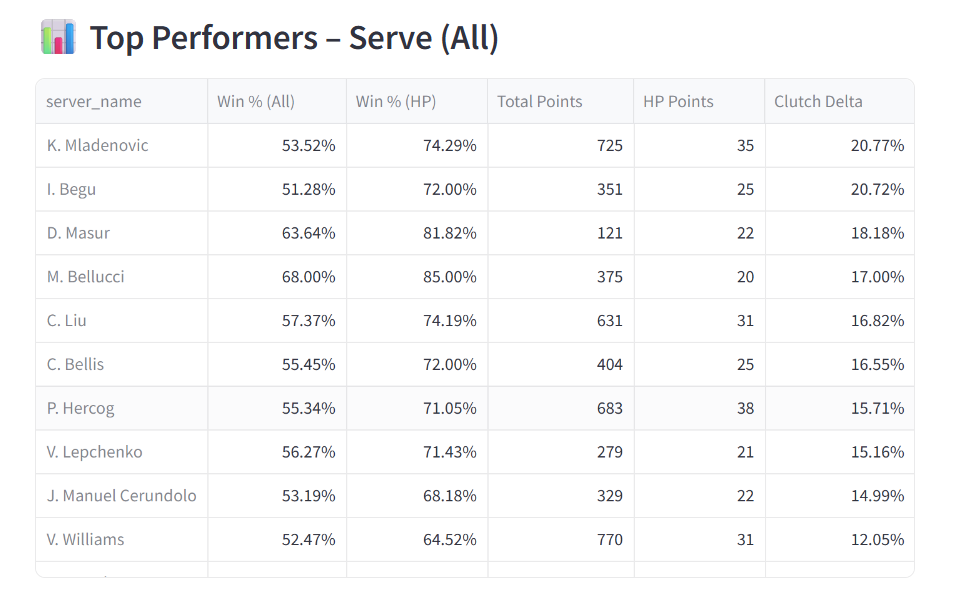 Top Performers – Serve (All)
server_name Win % (All) Win % (HP) Total Points HP Points Clutch Delta
K. Mladenovic 53.52% 74.29% 725 35 20.77%
I. Begu 51.28% 72.00% 351 25 20.72%
D. Masur 63.64% 81.82% 121 22 18.18%
M. Bellucci 68.00% 85.00% 375 20 17.00%
C. Liu 57.37% 74.19% 631 31 16.82%
C. Bellis 55.45% 72.00% 404 25 16.55%
P. Hercog 55.34% 71.05% 683 38 15.71%
V. Lepchenko 56.27% 71.43% 279 21 15.16%
J. Manuel Cerundolo 53.19% 68.18% 329 22 14.99%
V. Williams 52.47% 64.52% 770 31 12.05%